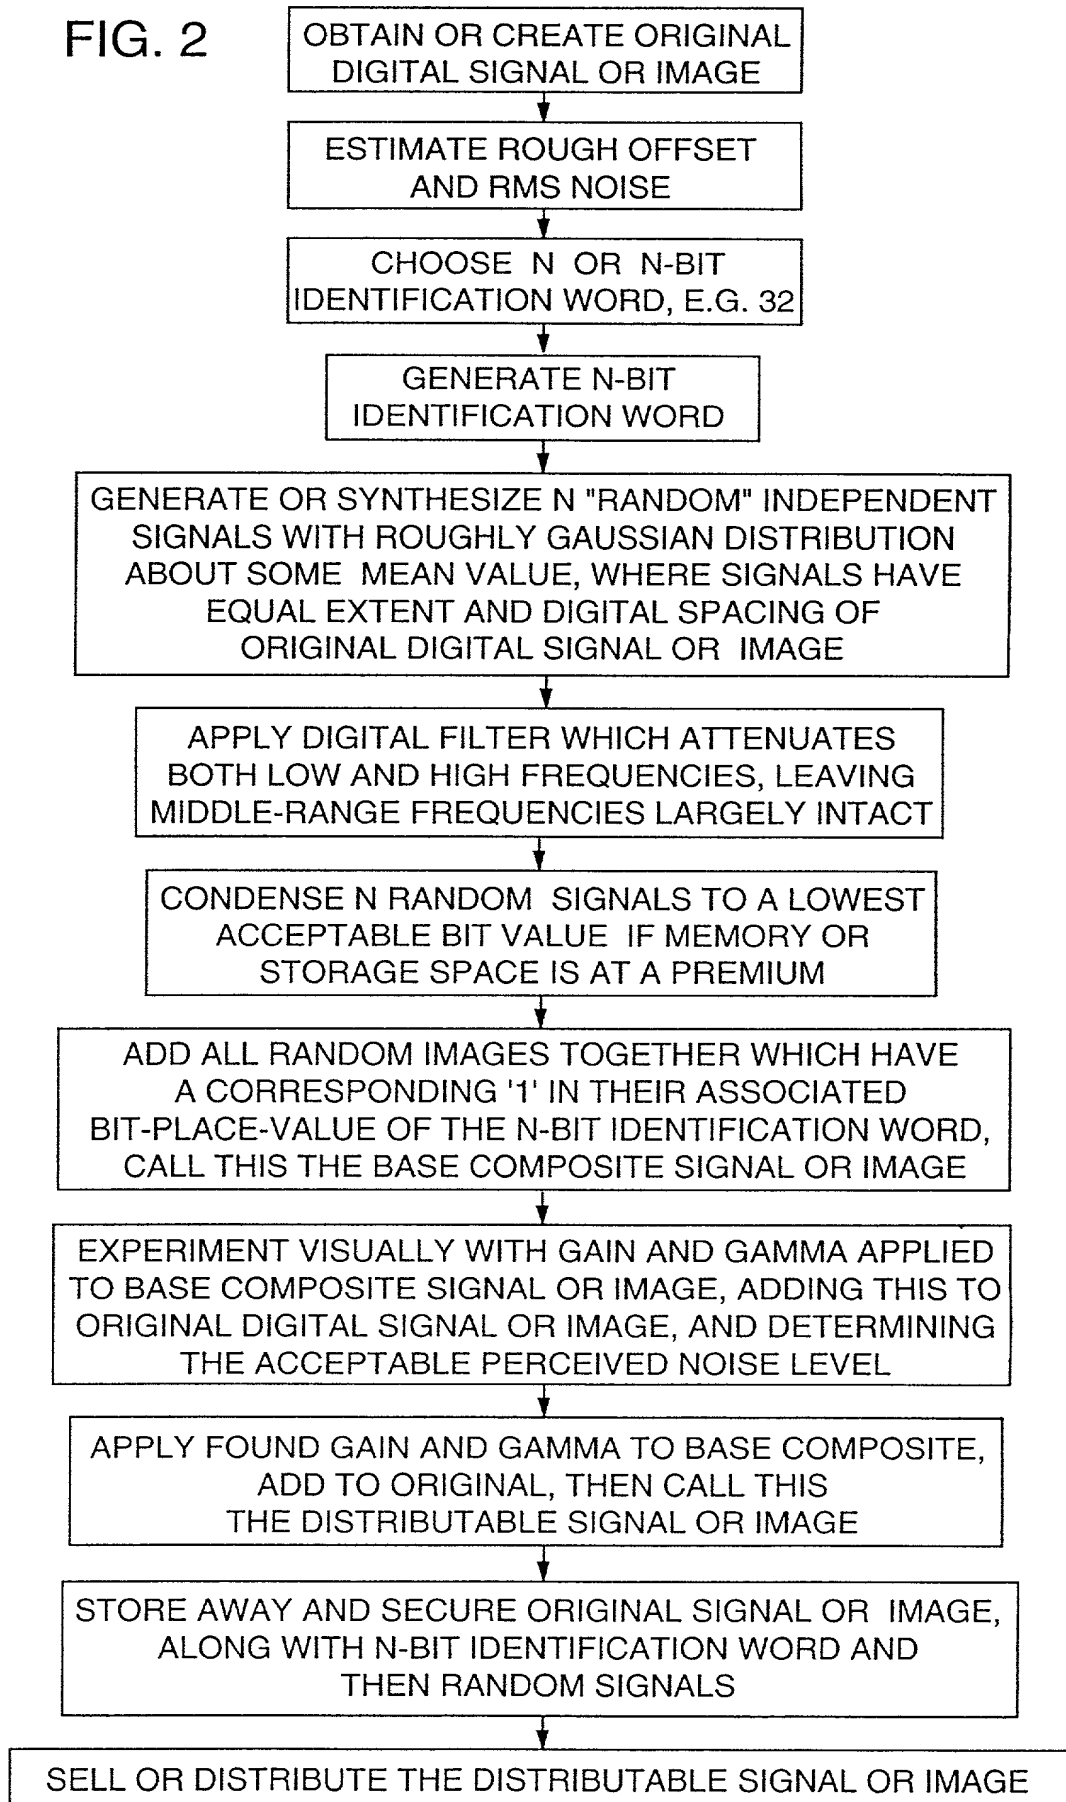 FIG. 2
OBTAIN OR CREATE ORIGINAL
DIGITAL SIGNAL OR IMAGE
ESTIMATE ROUGH OFFSET
AND RMS NOISE
CHOOSE N OR N-BIT
IDENTIFICATION WORD, E.G. 32
GENERATE N-BIT
IDENTIFICATION WORD
GENERATE OR SYNTHESIZE N "RANDOM" INDEPENDENT
SIGNALS WITH ROUGHLY GAUSSIAN DISTRIBUTION
ABOUT SOME MEAN VALUE, WHERE SIGNALS HAVE
EQUAL EXTENT AND DIGITAL SPACING OF
ORIGINAL DIGITAL SIGNAL OR IMAGE
APPLY DIGITAL FILTER WHICH ATTENUATES
BOTH LOW AND HIGH FREQUENCIES, LEAVING
MIDDLE-RANGE FREQUENCIES LARGELY INTACT
CONDENSE N RANDOM SIGNALS TO A LOWEST
ACCEPTABLE BIT VALUE IF MEMORY OR
STORAGE SPACE IS AT A PREMIUM
ADD ALL RANDOM IMAGES TOGETHER WHICH HAVE
A CORRESPONDING '1' IN THEIR ASSOCIATED
BIT-PLACE-VALUE OF THE N-BIT IDENTIFICATION WORD,
CALL THIS THE BASE COMPOSITE SIGNAL OR IMAGE
EXPERIMENT VISUALLY WITH GAIN AND GAMMA APPLIED
TO BASE COMPOSITE SIGNAL OR IMAGE, ADDING THIS TO
ORIGINAL DIGITAL SIGNAL OR IMAGE, AND DETERMINING
THE ACCEPTABLE PERCEIVED NOISE LEVEL
APPLY FOUND GAIN AND GAMMA TO BASE COMPOSITE,
ADD TO ORIGINAL, THEN CALL THIS
THE DISTRIBUTABLE SIGNAL OR IMAGE
STORE AWAY AND SECURE ORIGINAL SIGNAL OR IMAGE,
ALONG WITH N-BIT IDENTIFICATION WORD AND
THEN RANDOM SIGNALS
SELL OR DISTRIBUTE THE DISTRIBUTABLE SIGNAL OR IMAGE